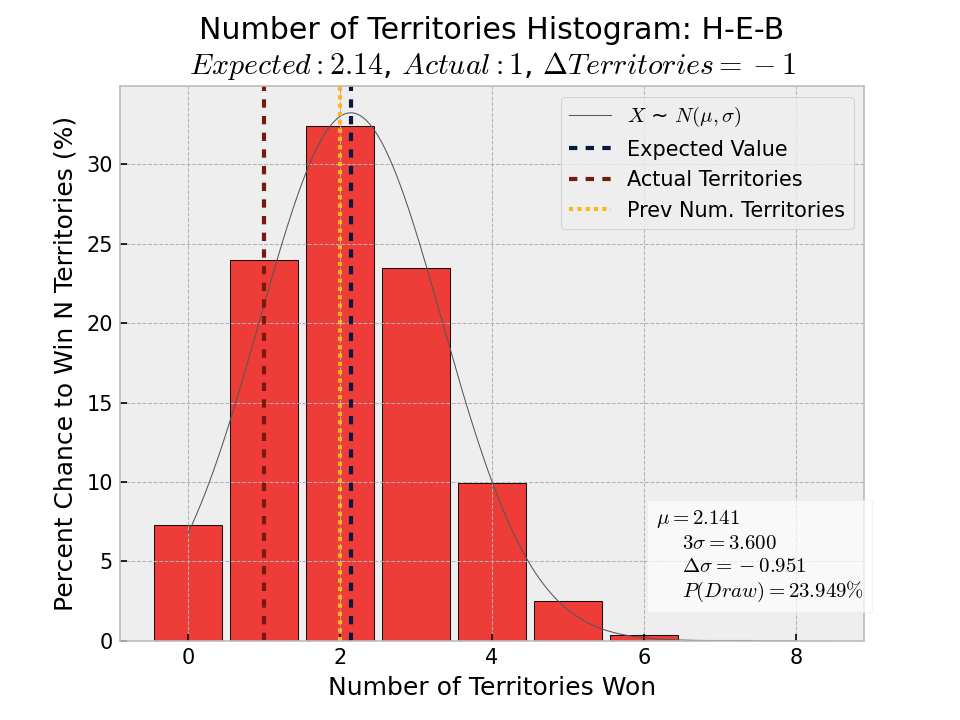 Number of Territories Histogram: H-E-B
Expected: 2.14, Actual: 1, ΔTerritories = −1
Percent Chance to Win N Territories (%)
30
25
20
15
10
5
0
X ∼ N(μ, σ)
Expected Value
Actual Territories
Prev Num. Territories
μ = 2.141
3σ = 3.600
Δσ = −0.951
P(Draw) = 23.949%
0 2 4 6 8
Number of Territories Won